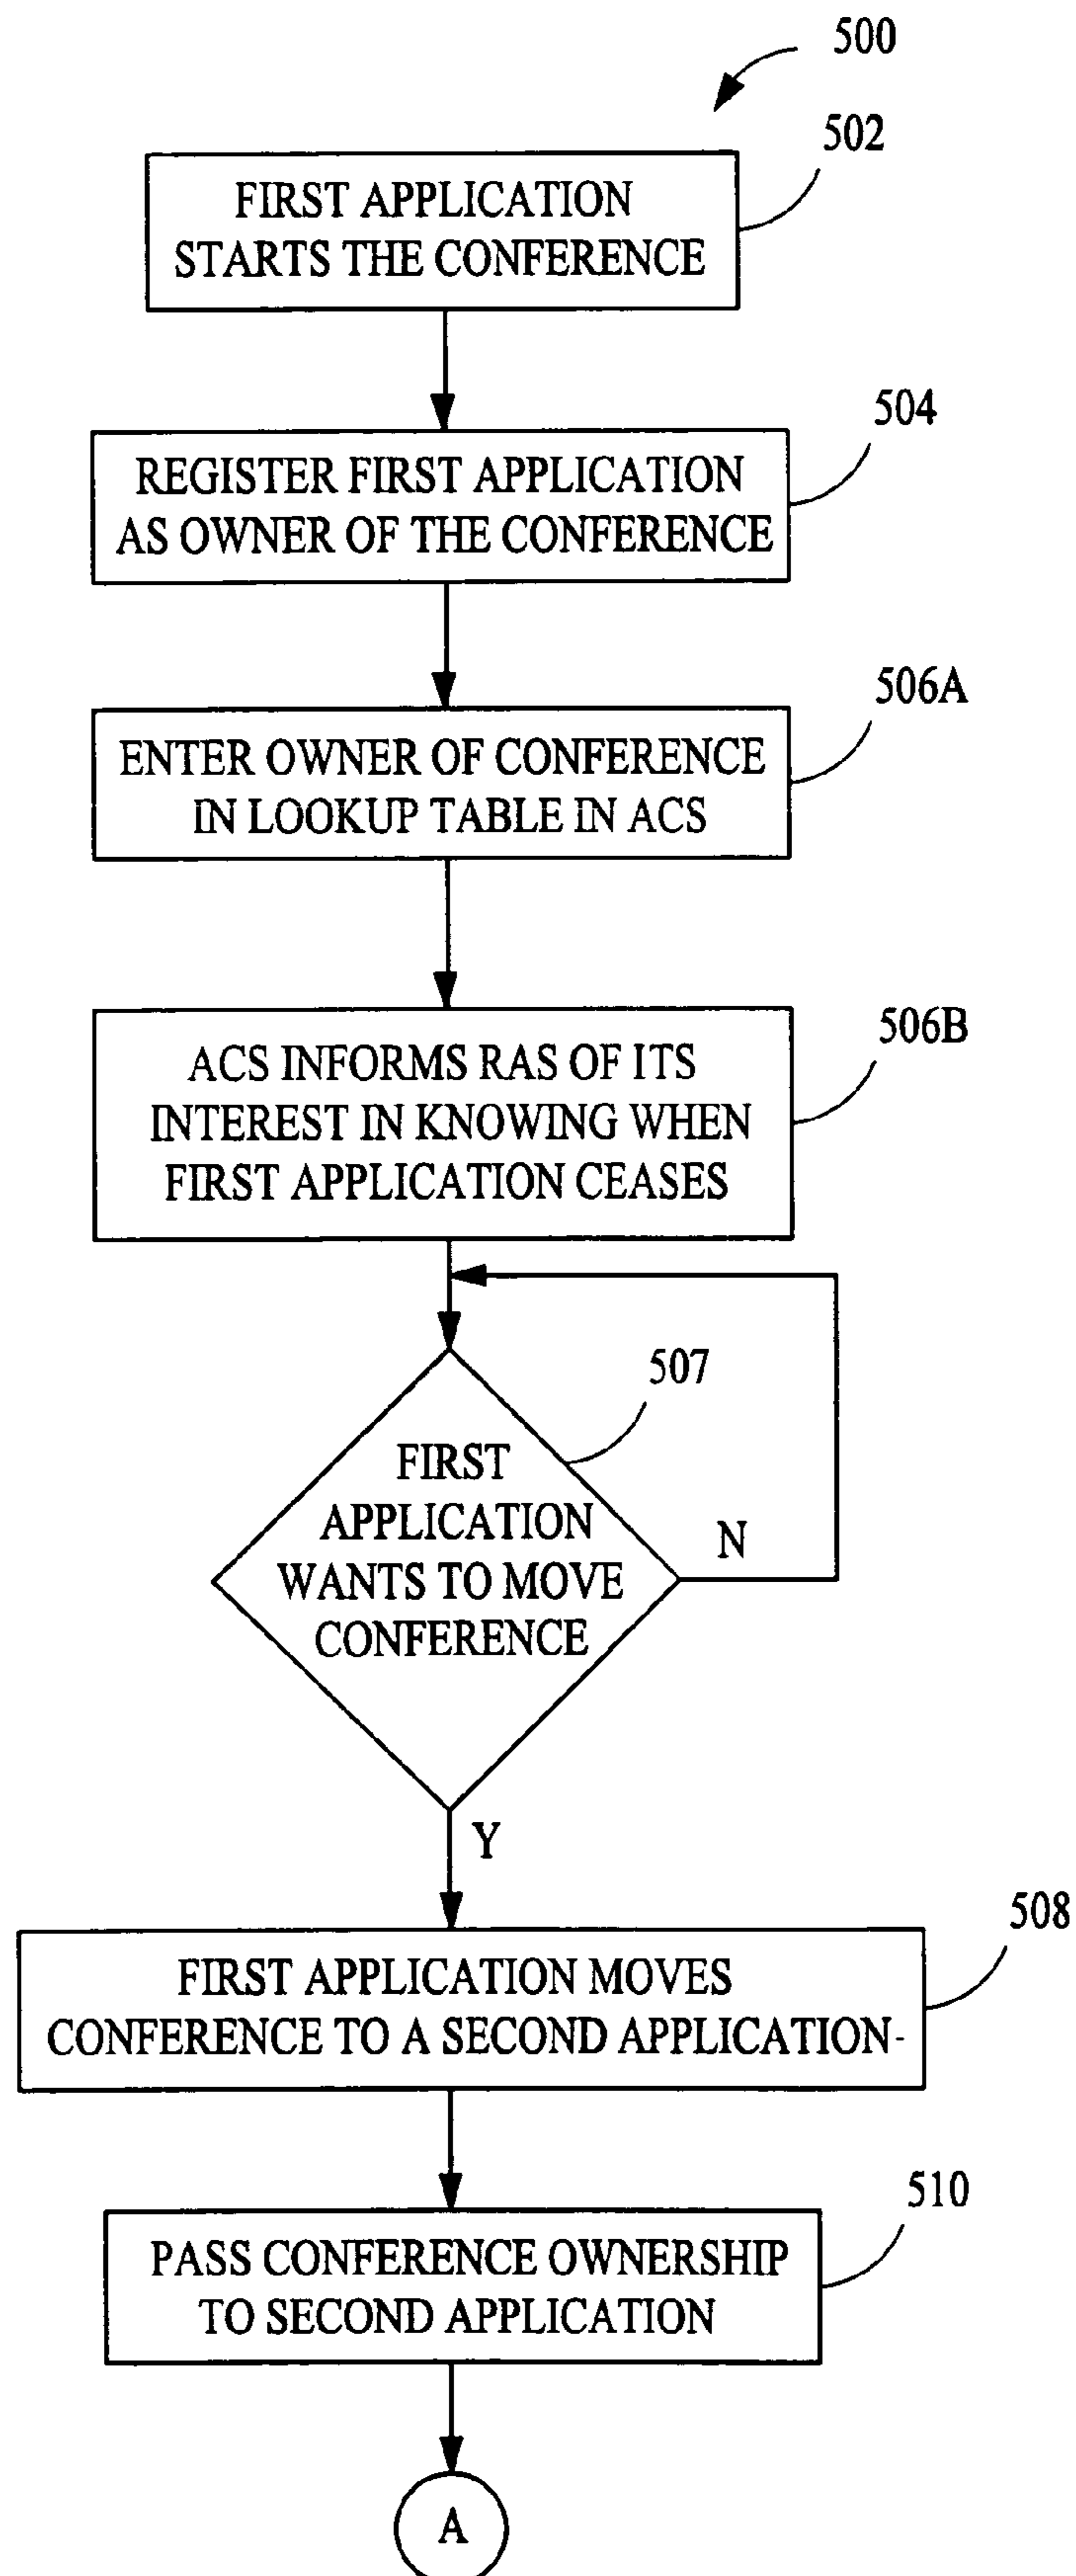 500
502
FIRST APPLICATION
STARTS THE CONFERENCE
504
REGISTER FIRST APPLICATION
AS OWNER OF THE CONFERENCE
506A
ENTER OWNER OF CONFERENCE
IN LOOKUP TABLE IN ACS
506B
ACS INFORMS RAS OF ITS
INTEREST IN KNOWING WHEN
FIRST APPLICATION CEASES
507
FIRST
APPLICATION
WANTS TO MOVE
CONFERENCE
N
Y
508
FIRST APPLICATION MOVES
CONFERENCE TO A SECOND APPLICATION-
510
PASS CONFERENCE OWNERSHIP
TO SECOND APPLICATION
A